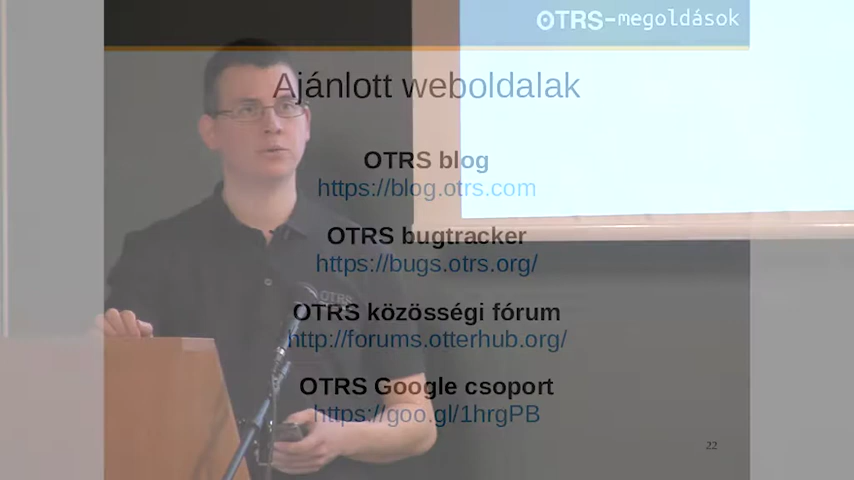 OTRS-megoldások
Ajánlott weboldalak
OTRS blog
https://blog.otrs.com
OTRS bugtracker
https://bugs.otrs.org/
OTRS
OTRS közösségi fórum
http://forums.otterhub.org/
OTRS Google csoport
https://goo.gl/1hrgPB
22